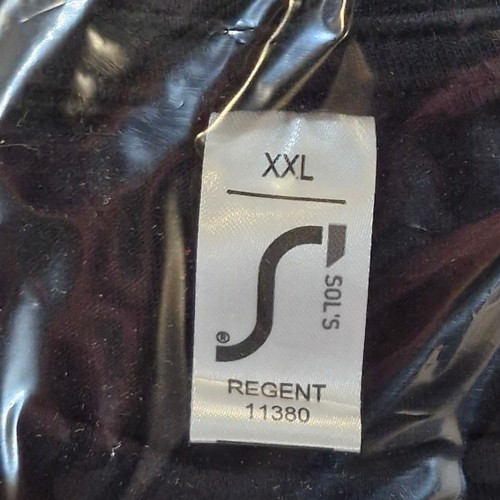 XXL
SOL'S
®
REGENT
11380